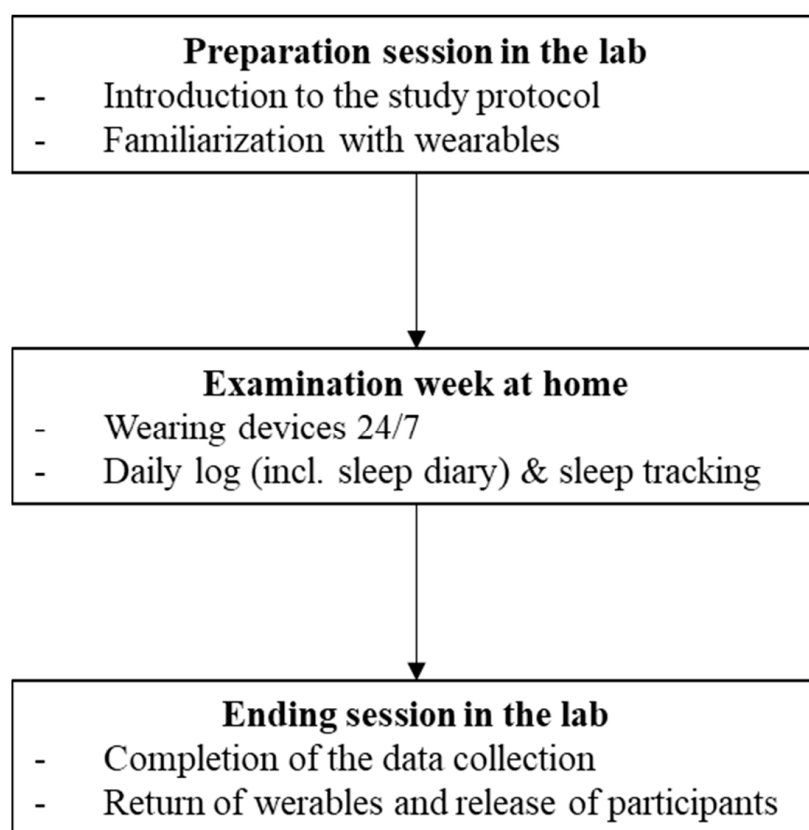 Preparation session in the lab
- Introduction to the study protocol
- Familiarization with wearables
Examination week at home
- Wearing devices 24/7
- Daily log (incl. sleep diary) & sleep tracking
Ending session in the lab
- Completion of the data collection
- Return of werables and release of participants